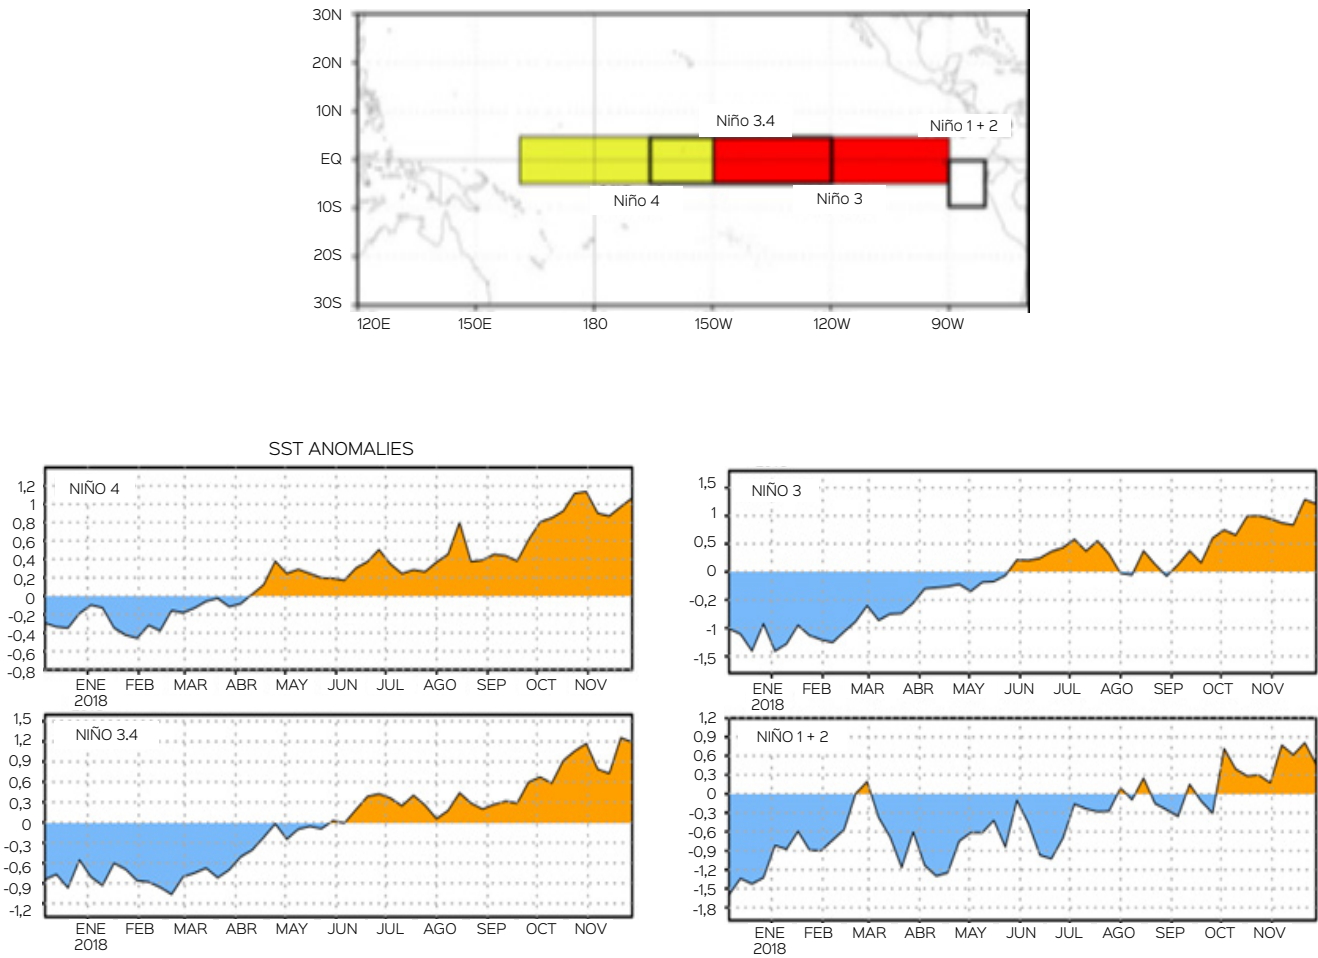 30N
20N
10N
EQ
10S
20S
30S
Niño 3.4
Niño 1 + 2
Niño 4
Niño 3
120E 150E 180 150W 120W 90W
SST ANOMALIES
NIÑO 4
1,2
1
0,8
0,6
0,4
0,2
0
-0,2
-0,4
-0,6
-0,8
ENE FEB MAR ABR MAY JUN JUL AGO SEP OCT NOV
2018
NIÑO 3
1,5
1
0,5
0
-0,2
-1
-1,5
ENE FEB MAR ABR MAY JUN JUL AGO SEP OCT NOV
2018
NIÑO 3.4
1,5
1,2
0,9
0,6
0,3
0
-0,3
-0,6
-0,9
-1,2
ENE FEB MAR ABR MAY JUN JUL AGO SEP OCT NOV
2018
NIÑO 1 + 2
1,2
0,9
0,6
0,3
0
-0,3
-0,6
-0,9
-1,2
-1,5
-1,8
ENE FEB MAR ABR MAY JUN JUL AGO SEP OCT NOV
2018